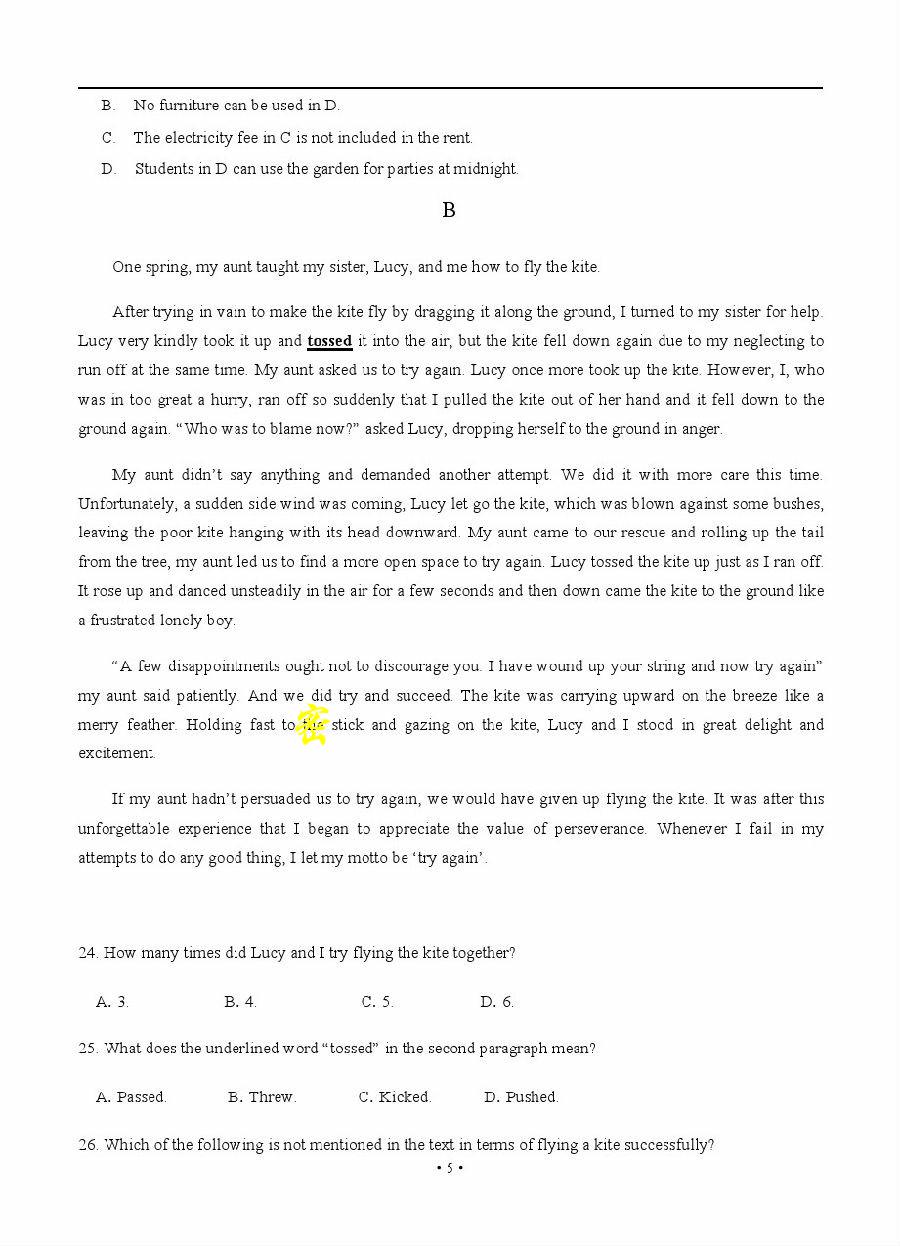 B. No furniture can be used in D.
C. The electricity fee in C is not included in the rent.
D. Students in D can use the garden for parties at midnight.
B
One spring, my aunt taught my sister, Lucy, and me how to fly the kite.
After trying in vain to make the kite fly by dragging it along the ground, I turned to my sister for help.
Lucy very kindly took it up and tossed it into the air, but the kite fell down again due to my neglecting to
run off at the same time. My aunt asked us to try again. Lucy once more took up the kite. However, I, who
was in too great a hurry, ran off so suddenly that I pulled the kite out of her hand and it fell down to the
ground again. “Who was to blame now?” asked Lucy, dropping herself to the ground in anger.
My aunt didn’t say anything and demanded another attempt. We did it with more care this time.
Unfortunately, a sudden side wind was coming, Lucy let go the kite, which was blown against some bushes,
leaving the poor kite hanging with its head downward. My aunt came to our rescue and rolling up the tail
from the tree, my aunt led us to find a more open space to try again. Lucy tossed the kite up just as I ran off.
It rose up and danced unsteadily in the air for a few seconds and then down came the kite to the ground like
a frustrated lonely boy.
“A few disappointments ought not to discourage you. I have wound up your string and now try again”
my aunt said patiently. And we did try and succeed. The kite was carrying upward on the breeze like a
merry feather. Holding fast to the stick and gazing on the kite, Lucy and I stood in great delight and
excitement.
密
If my aunt hadn’t persuaded us to try again, we would have given up flying the kite. It was after this
unforgettable experience that I began to appreciate the value of perseverance. Whenever I fail in my
attempts to do any good thing, I let my motto be ‘try again’.
24. How many times did Lucy and I try flying the kite together?
A. 3. B. 4. C. 5. D. 6.
25. What does the underlined word “tossed” in the second paragraph mean?
A. Passed. B. Threw. C. Kicked. D. Pushed.
26. Which of the following is not mentioned in the text in terms of flying a kite successfully?
• 5 •